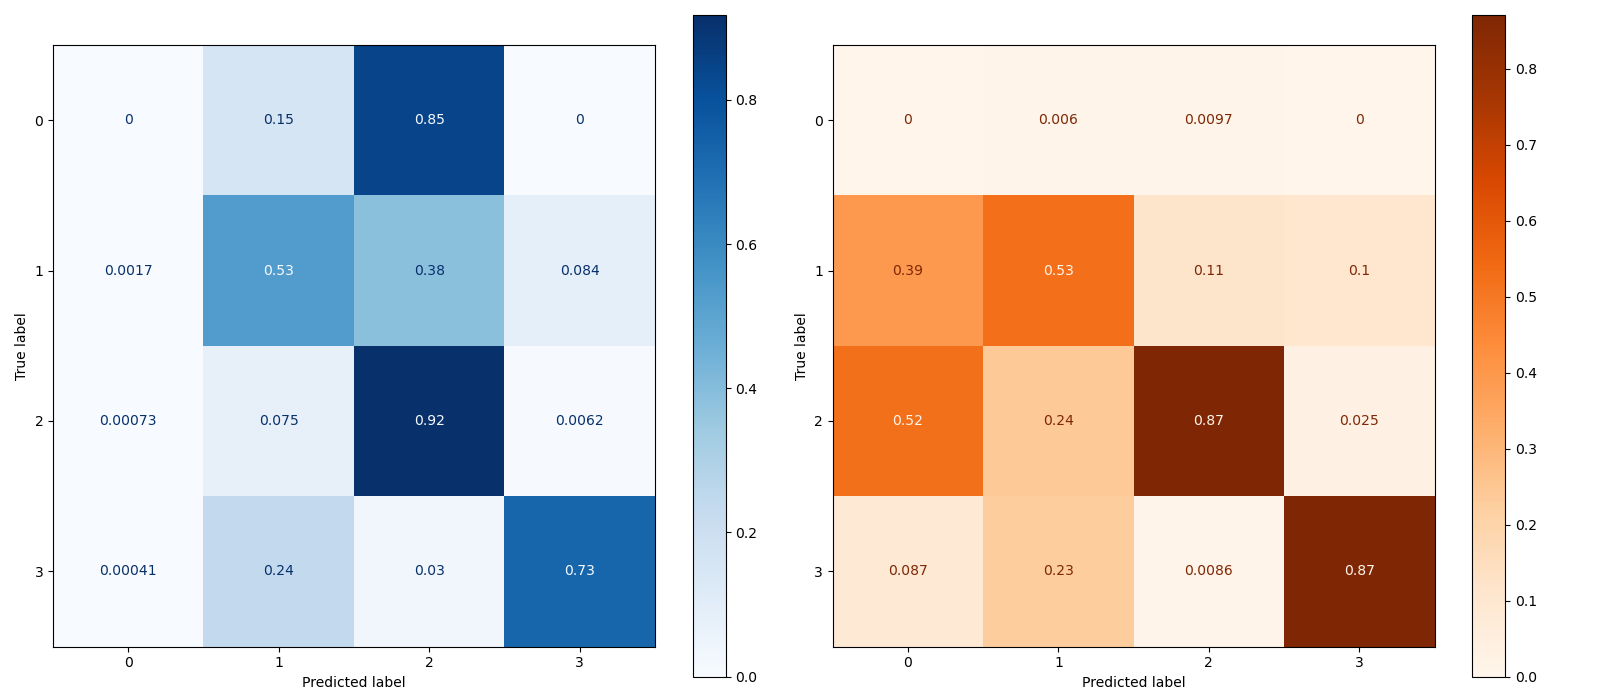 0 0 0.15 0.85 0
1 0.0017 0.53 0.38 0.084
2 0.00073 0.075 0.92 0.0062
3 0.00041 0.24 0.03 0.73
0 1 2 3
True label
Predicted label
0.8
0.6
0.4
0.2
0.0
0 0 0.006 0.0097 0
1 0.39 0.53 0.11 0.1
2 0.52 0.24 0.87 0.025
3 0.087 0.23 0.0086 0.87
0 1 2 3
True label
Predicted label
0.8
0.7
0.6
0.5
0.4
0.3
0.2
0.1
0.0